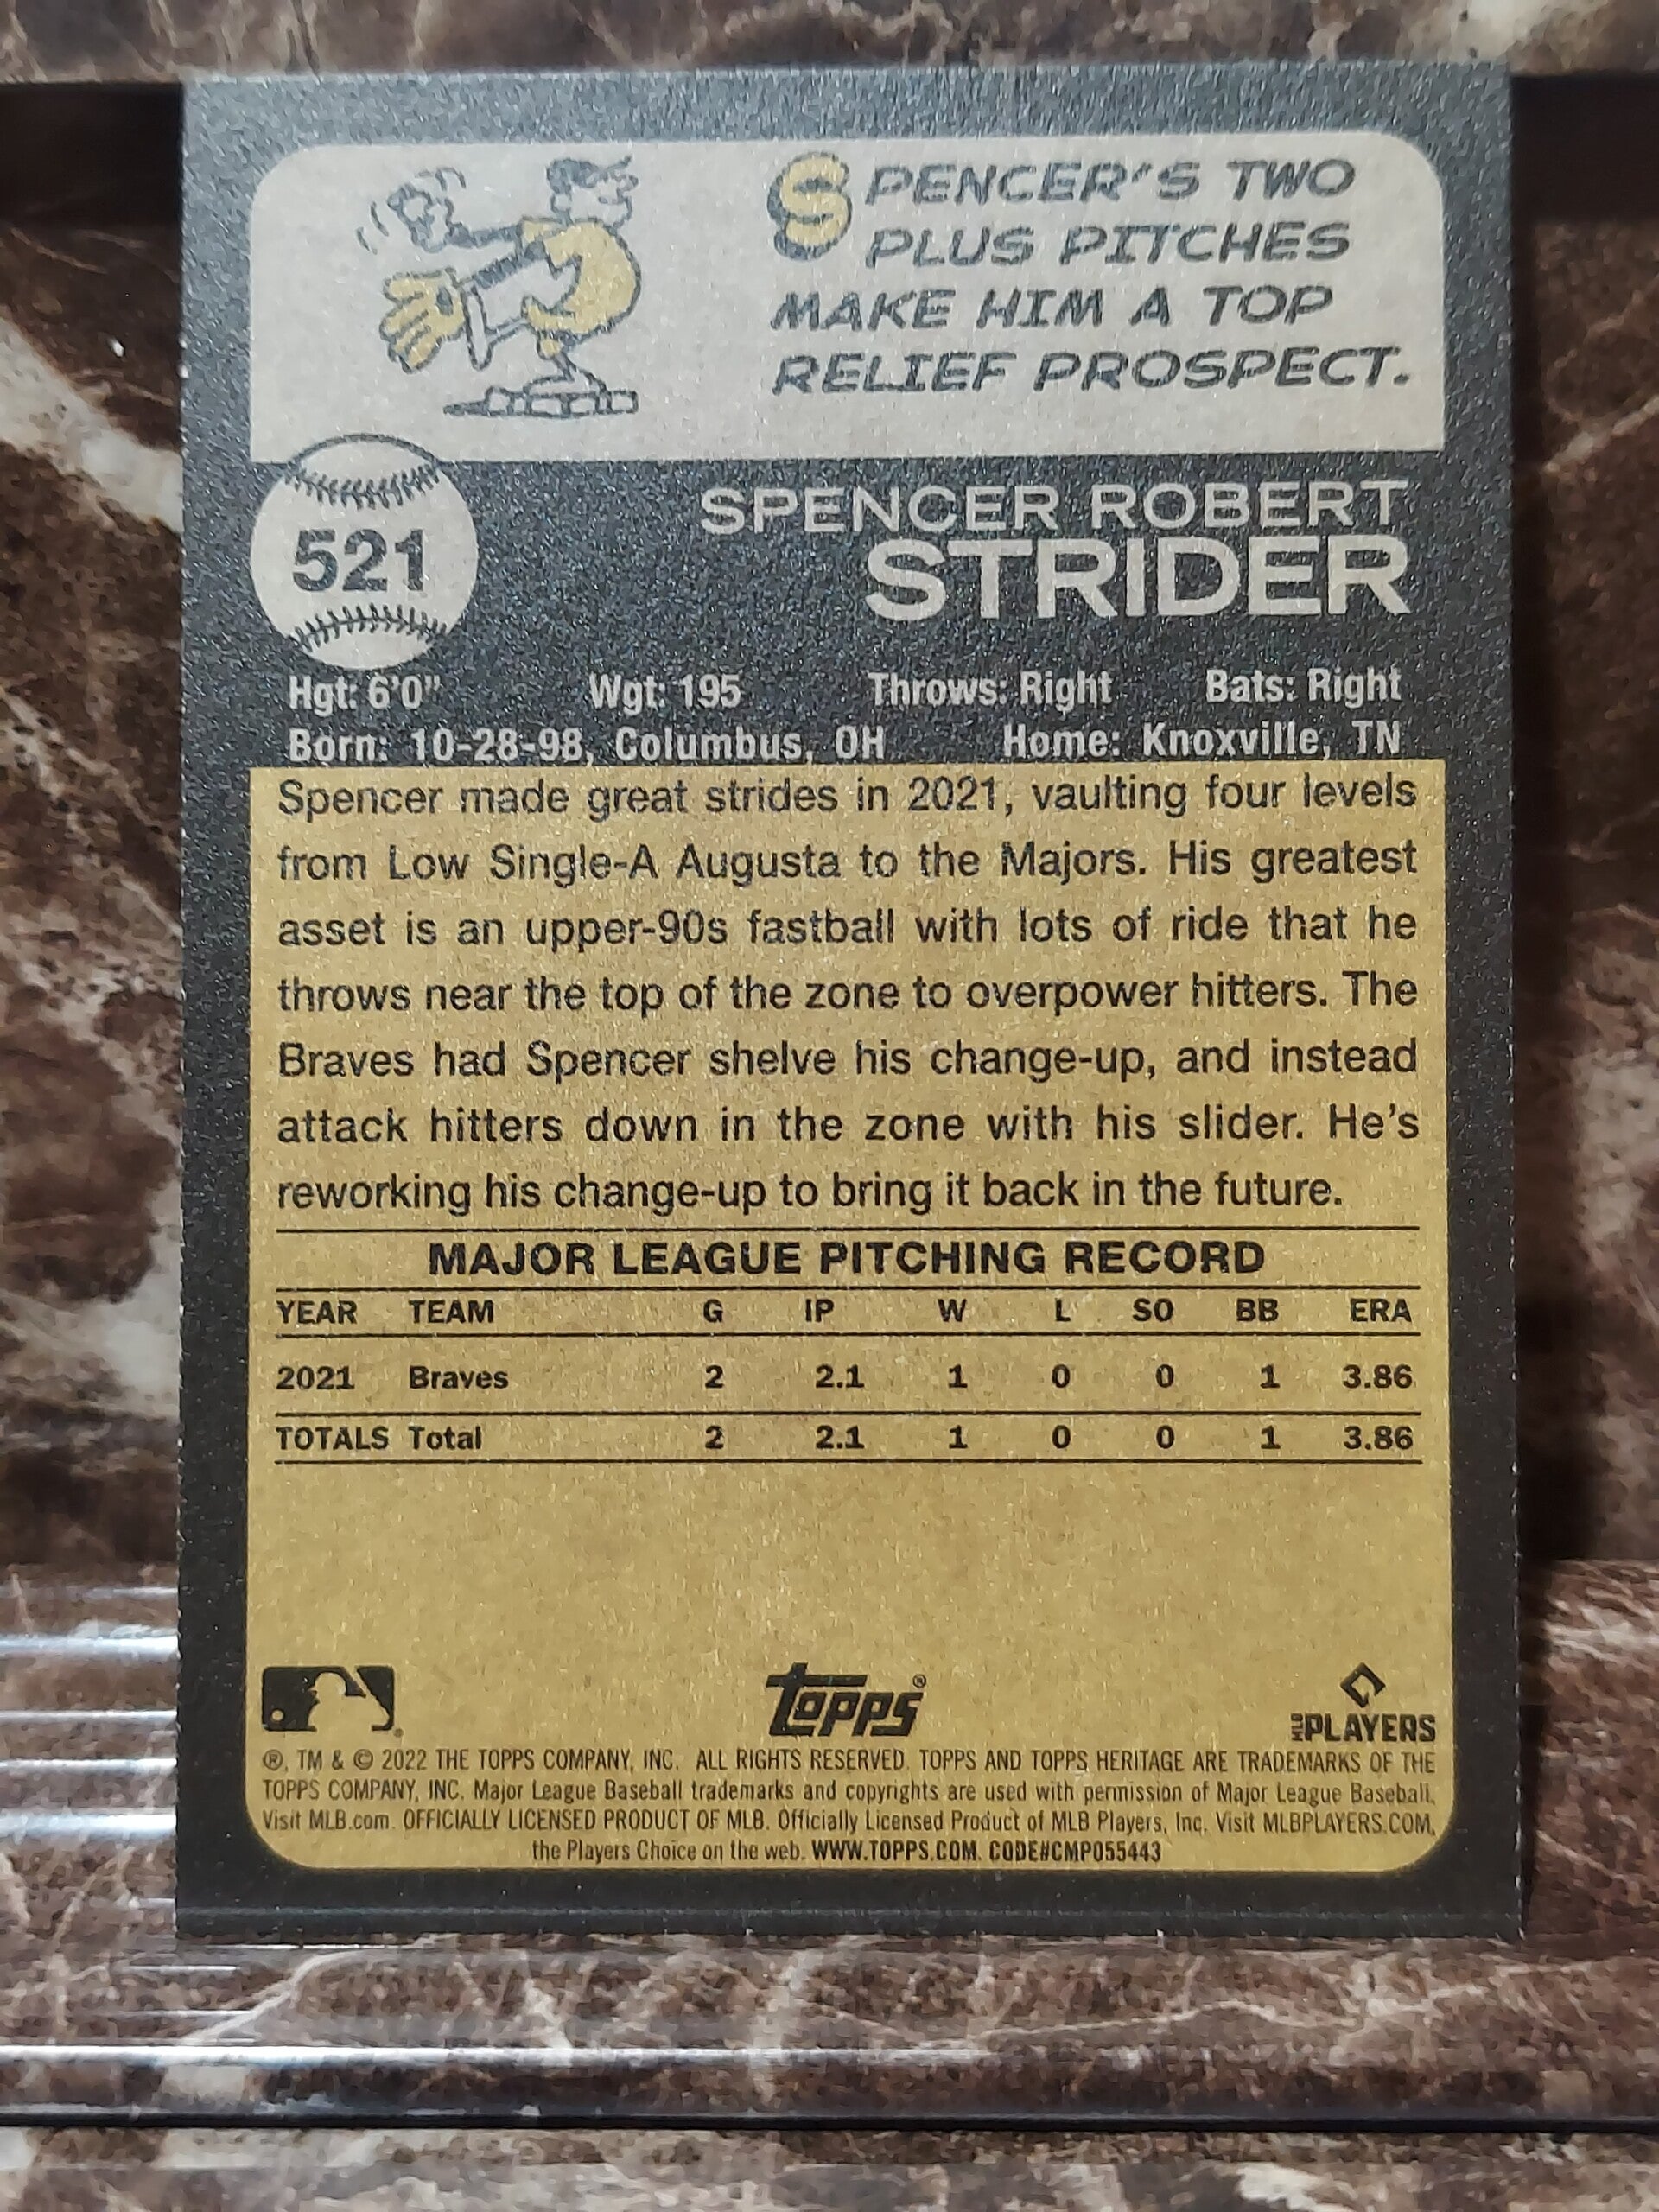 SPENCER'S TWO
PLUS PITCHES
MAKE HIM A TOP
RELIEF PROSPECT.
521
SPENCER ROBERT
STRIDER
Hgt: 6'0" Wgt: 195 Throws: Right Bats: Right
Born: 10-28-98, Columbus, OH Home: Knoxville, TN
Spencer made great strides in 2021, vaulting four levels
from Low Single-A Augusta to the Majors. His greatest
asset is an upper-90s fastball with lots of ride that he
throws near the top of the zone to overpower hitters. The
Braves had Spencer shelve his change-up, and instead
attack hitters down in the zone with his slider. He's
reworking his change-up to bring it back in the future.
MAJOR LEAGUE PITCHING RECORD
YEAR TEAM G IP W L SO BB ERA
2021 Braves 2 2.1 1 0 0 1 3.86
TOTALS Total 2 2.1 1 0 0 1 3.86
topps®
MLB PLAYERS
®, TM & © 2022 THE TOPPS COMPANY, INC. ALL RIGHTS RESERVED. TOPPS AND TOPPS HERITAGE ARE TRADEMARKS OF THE
TOPPS COMPANY, INC. Major League Baseball trademarks and copyrights are used with permission of Major League Baseball.
Visit MLB.com. OFFICIALLY LICENSED PRODUCT OF MLB. Officially Licensed Product of MLB Players, Inc. Visit MLBPLAYERS.COM,
the Players Choice on the web. WWW.TOPPS.COM. CODE#CMP055443